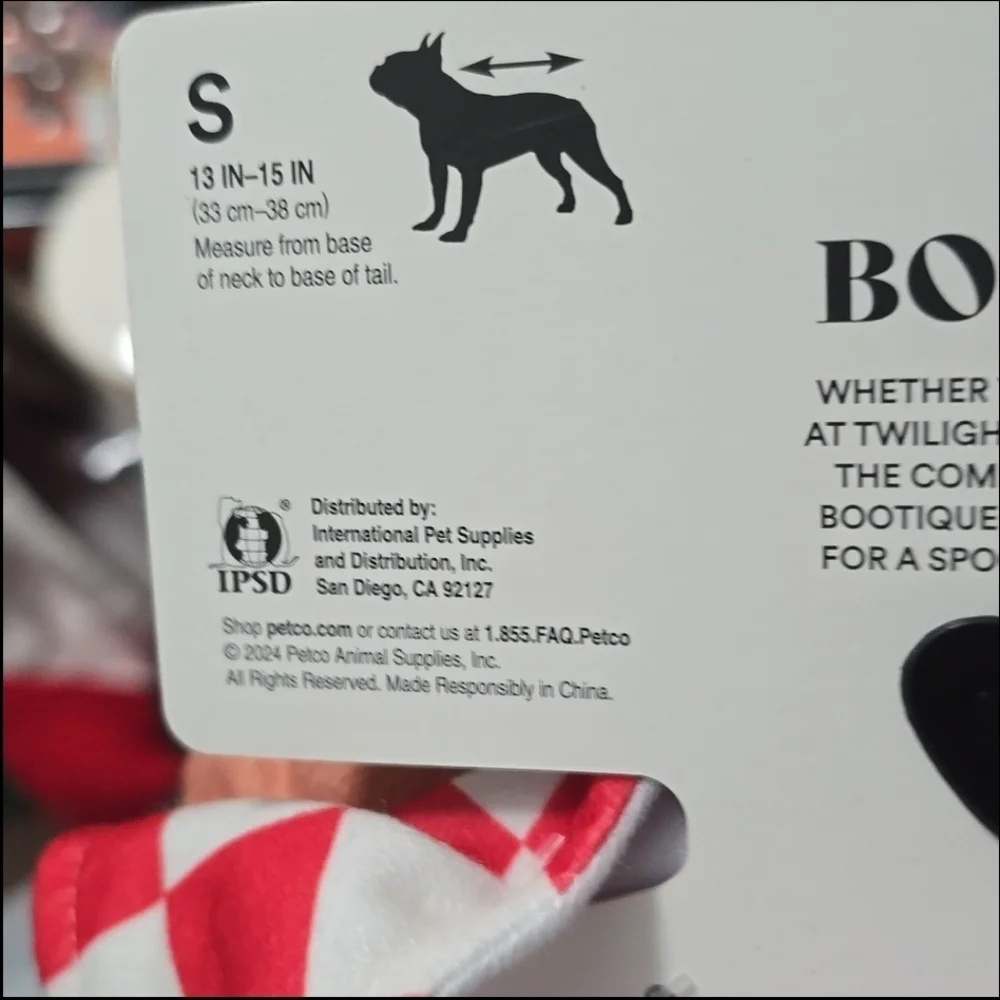 S
13 IN–15 IN
(33 cm–38 cm)
Measure from base
of neck to base of tail.
BO
WHETHER
AT TWILIGH
THE COM
BOOTIQUE
FOR A SPO
IPSD ®
Distributed by:
International Pet Supplies
and Distribution, Inc.
San Diego, CA 92127
Shop petco.com or contact us at 1.855.FAQ.Petco
© 2024 Petco Animal Supplies, Inc.
All Rights Reserved. Made Responsibly in China.